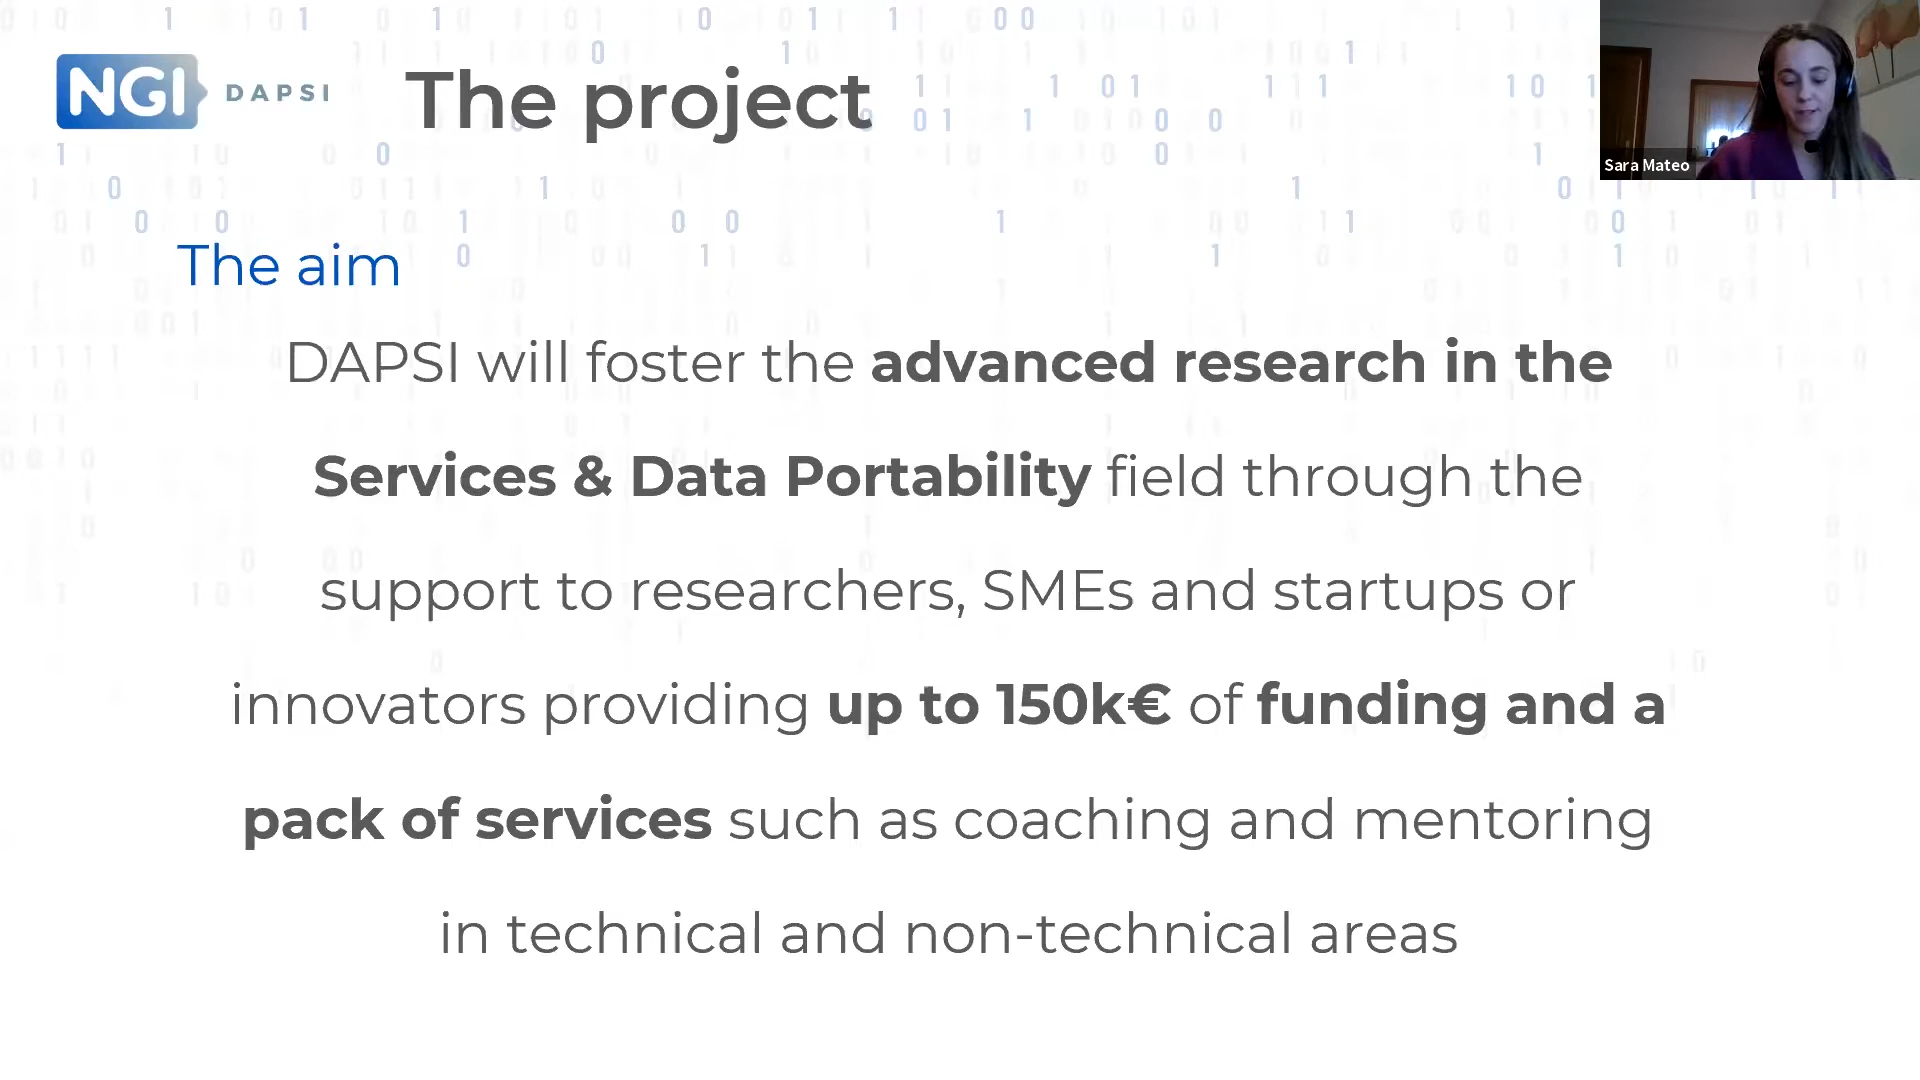 NGI DAPSI
The project
Sara Mateo
The aim
DAPSI will foster the advanced research in the
Services & Data Portability field through the
support to researchers, SMEs and startups or
innovators providing up to 150k€ of funding and a
pack of services such as coaching and mentoring
in technical and non-technical areas